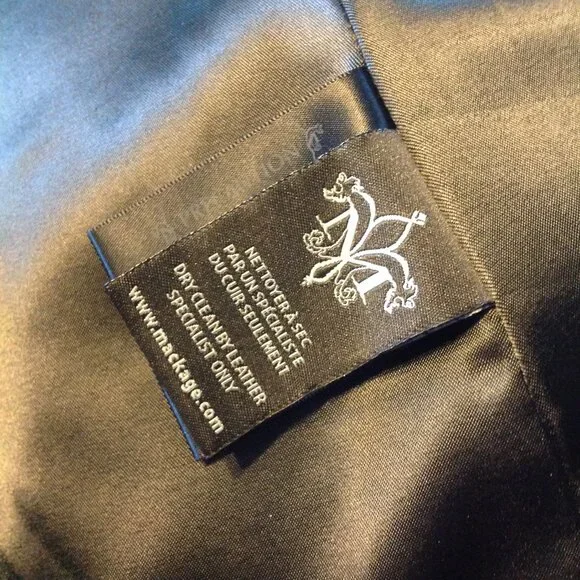 NETTOYER À SEC
PAR UN SPÉCIALISTE
DU CUIR SEULEMENT
DRY CLEAN BY LEATHER
SPECIALIST ONLY
www.mackage.com